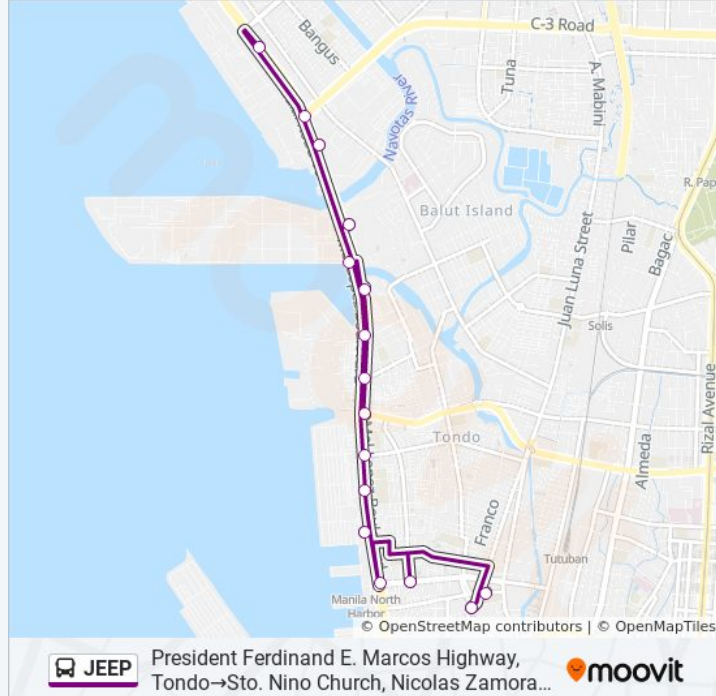 C-3 Road
Bangus
Tuna
A. Mabini
Navotas River
R. Pap
Balut Island
Juan Luna Street
Pilar
Bagac
Solis
Rizal Avenue
Tondo
Almeda
Franco
Tutuban
Manila North
Harbor
© OpenStreetMap contributors | © OpenMapTiles
JEEP
President Ferdinand E. Marcos Highway,
Tondo→Sto. Nino Church, Nicolas Zamora...
moovit